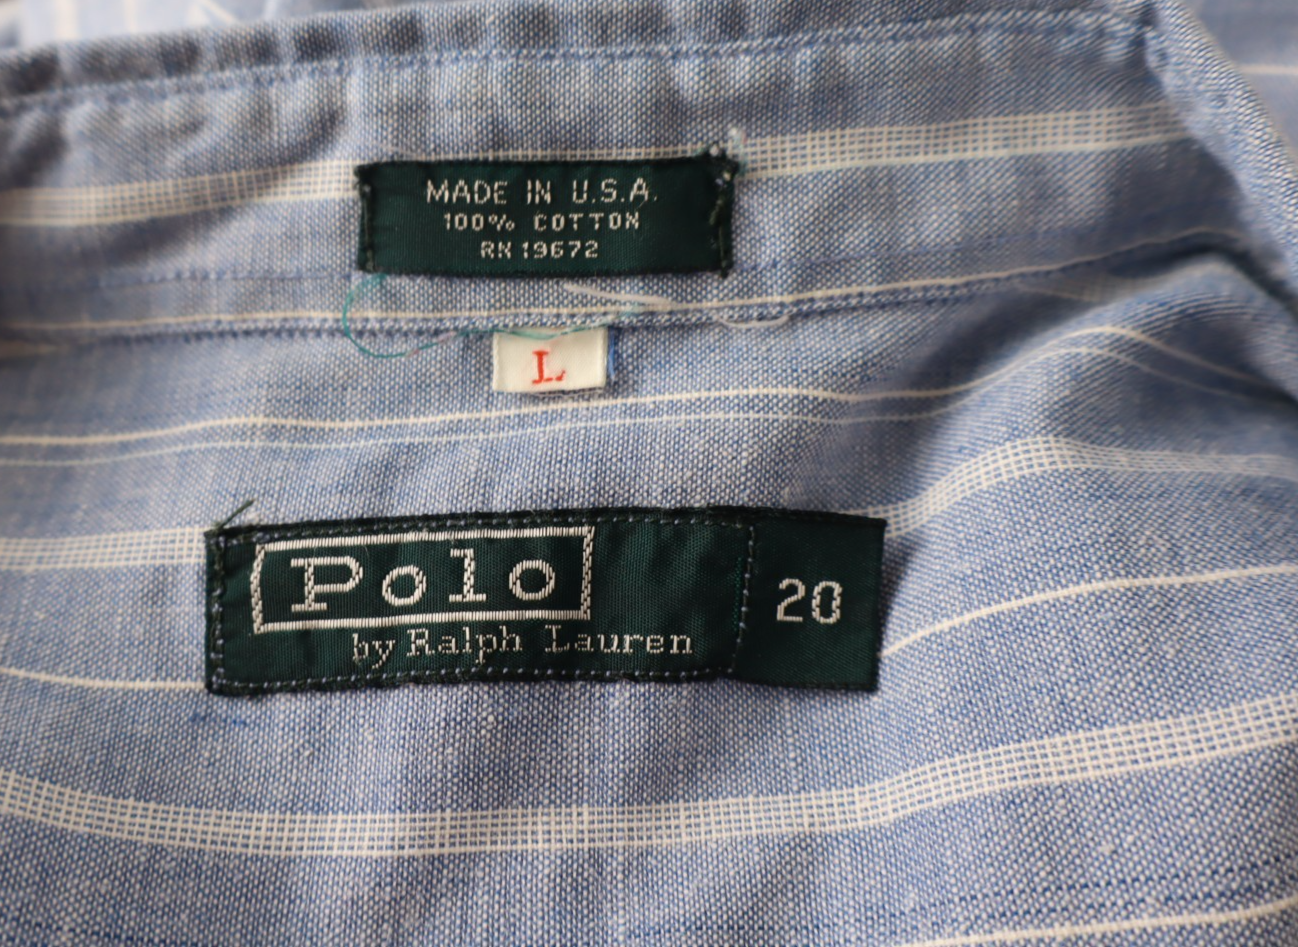 MADE IN U.S.A.
100% COTTON
RN 19672
L
Polo
by Ralph Lauren
20